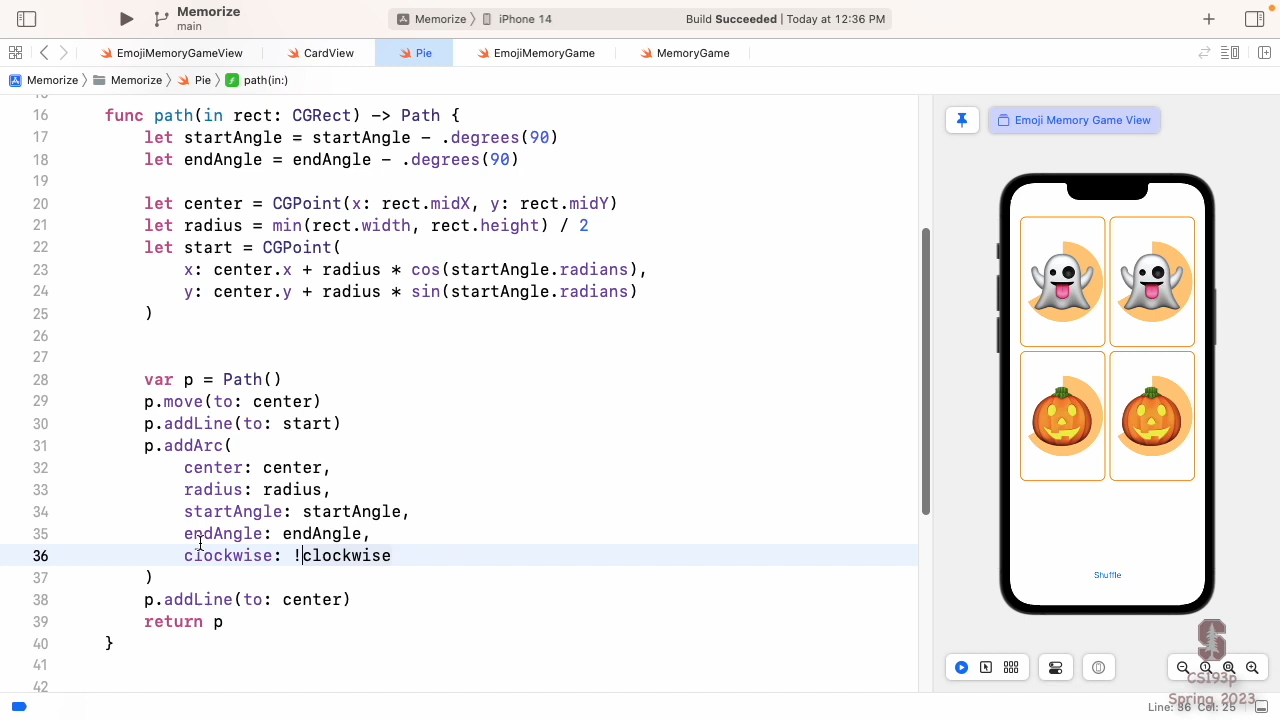 Memorize
main
Memorize 〉 iPhone 14
Build Succeeded | Today at 12:36 PM
EmojiMemoryGameView
CardView
Pie
EmojiMemoryGame
MemoryGame
Memorize 〉 Memorize 〉 Pie 〉 path(in:)
16 func path(in rect: CGRect) -> Path {
17 let startAngle = startAngle - .degrees(90)
18 let endAngle = endAngle - .degrees(90)
19
20 let center = CGPoint(x: rect.midX, y: rect.midY)
21 let radius = min(rect.width, rect.height) / 2
22 let start = CGPoint(
23 x: center.x + radius * cos(startAngle.radians),
24 y: center.y + radius * sin(startAngle.radians)
25 )
26
27
28 var p = Path()
29 p.move(to: center)
30 p.addLine(to: start)
31 p.addArc(
32 center: center,
33 radius: radius,
34 startAngle: startAngle,
35 endAngle: endAngle,
36 clockwise: !clockwise
37 )
38 p.addLine(to: center)
39 return p
40 }
41
42
Emoji Memory Game View
Shuffle
CS193p
Spring 2023
Line: 36 Col: 25